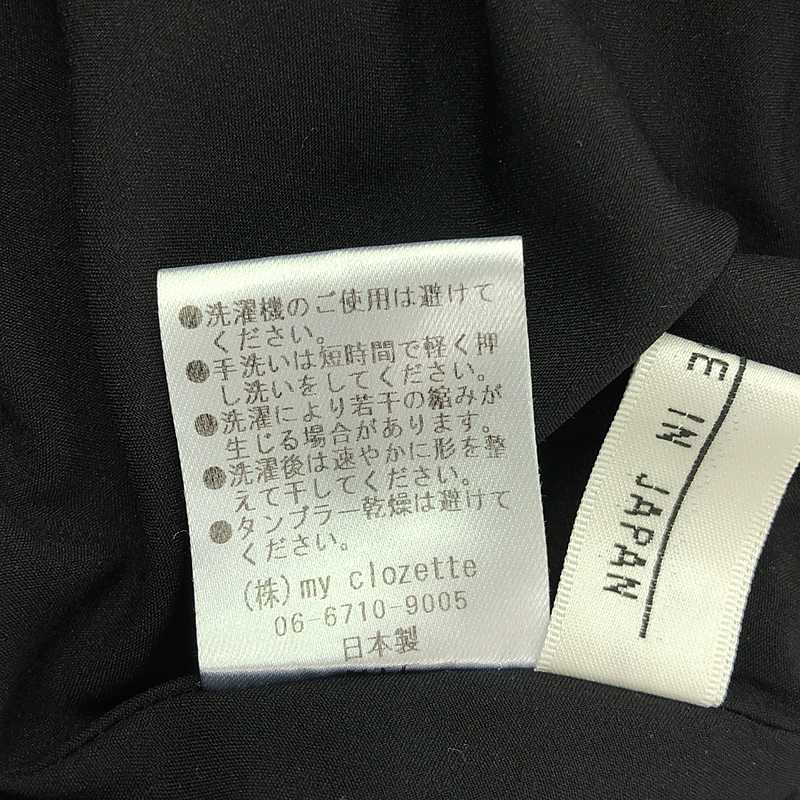 ●洗濯機のご使用は避けて
ください。
●手洗いは短時間で軽く押
し洗いをしてください。
●洗濯により若干の縮みが
生じる場合があります。
●洗濯後は速やかに形を整
えて干してください。
●タンブラー乾燥は避けて
ください。
(株)my clozette
06-6710-9005
日本製
E IN JAPAN